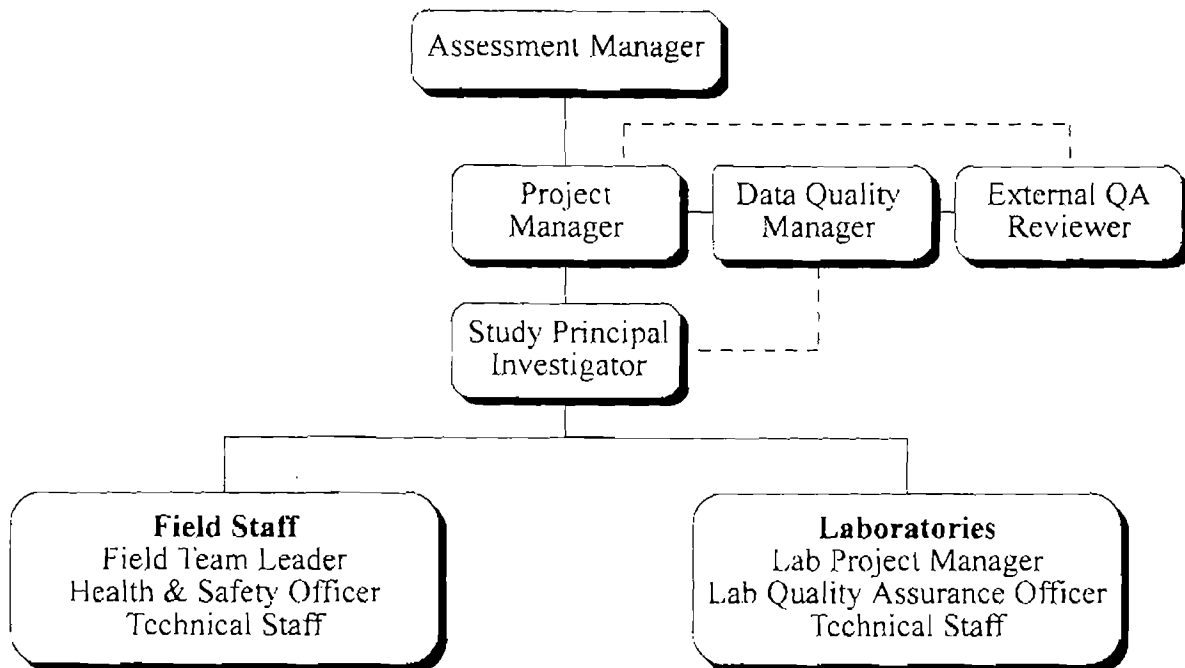 Assessment Manager
Project
Manager
Data Quality
Manager
External QA
Reviewer
Study Principal
Investigator
Field Staff
Field Team Leader
Health & Safety Officer
Technical Staff
Laboratories
Lab Project Manager
Lab Quality Assurance Officer
Technical Staff